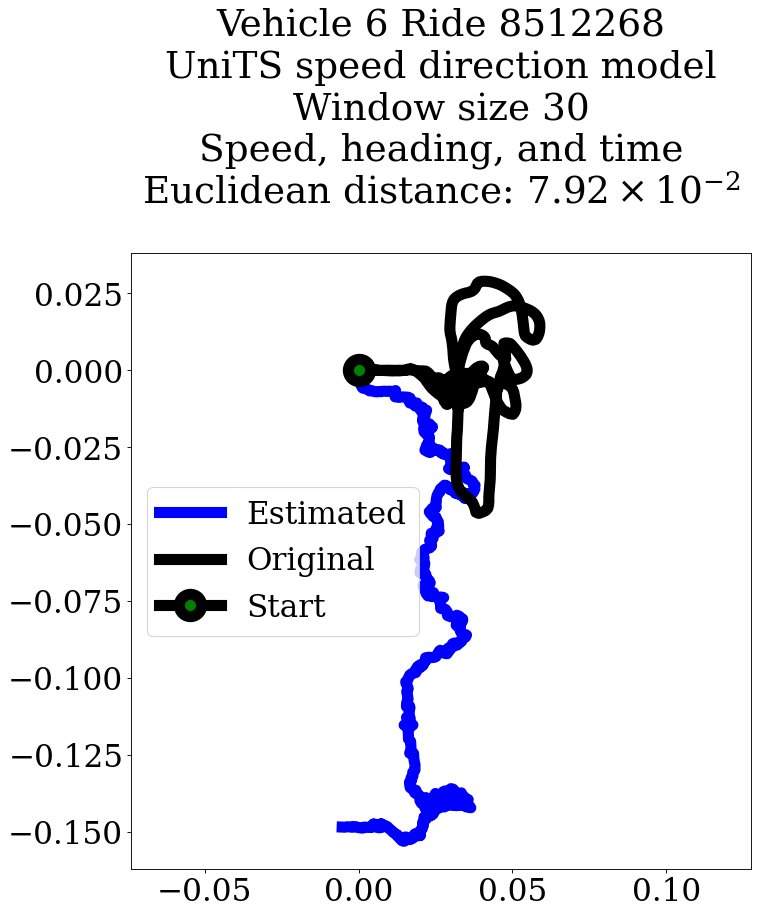 Vehicle 6 Ride 8512268
UniTS speed direction model
Window size 30
Speed, heading, and time
Euclidean distance: 7.92 × 10⁻²
0.025
0.000
−0.025
−0.050
−0.075
−0.100
−0.125
−0.150
Estimated
Original
Start
−0.05 0.00 0.05 0.10